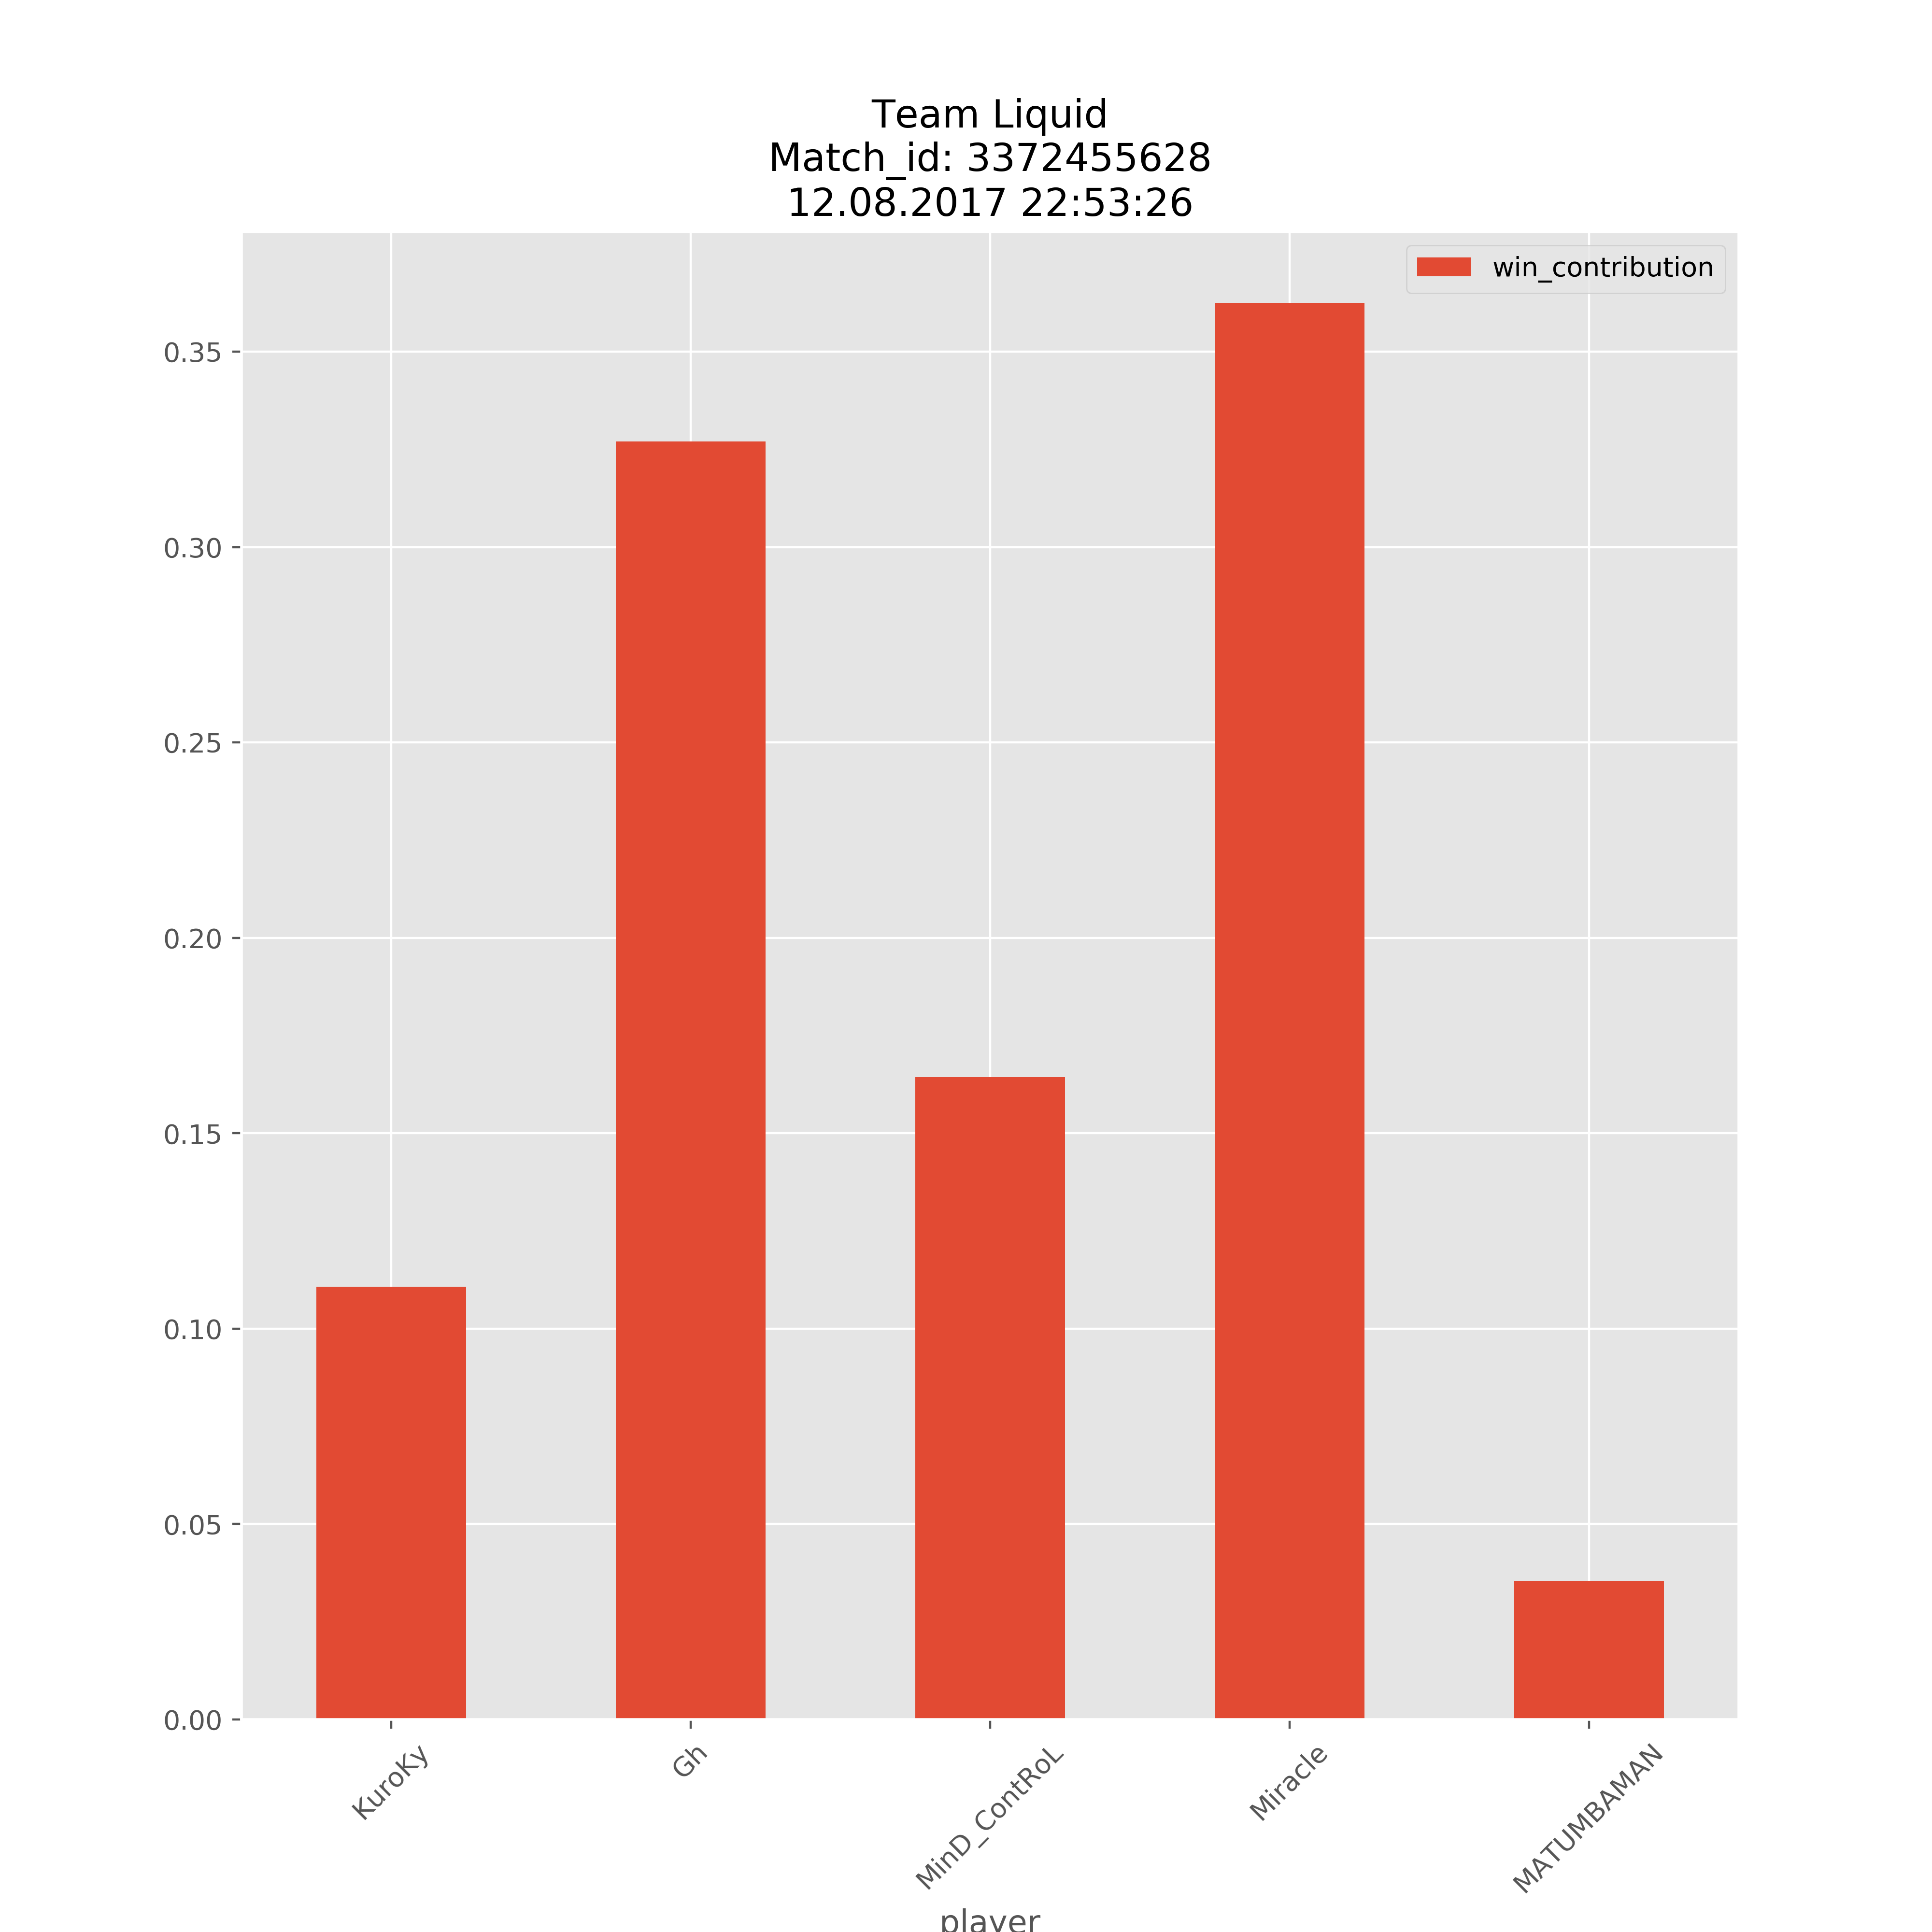 Team Liquid
Match_id: 3372455628
12.08.2017 22:53:26
win_contribution
0.35
0.30
0.25
0.20
0.15
0.10
0.05
0.00
KuroKy
Gh
MinD_ContRoL
Miracle
MATUMBAMAN
player